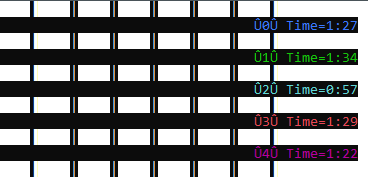 Û0Û Time=1:27
Û1Û Time=1:34
Û2Û Time=0:57
Û3Û Time=1:29
Û4Û Time=1:22